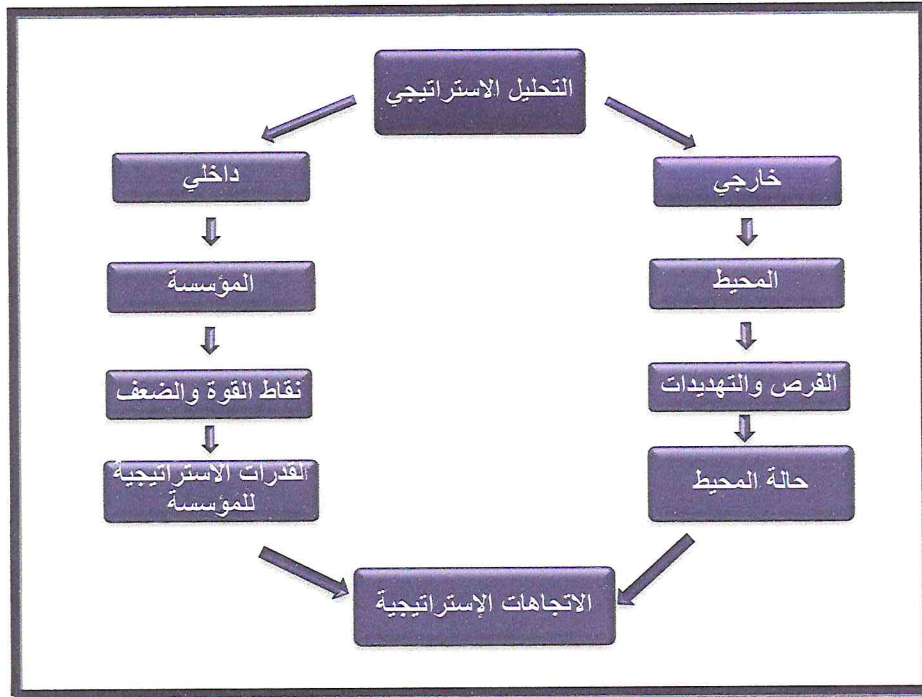 التحليل الاستراتيجي
خارجي
داخلي
المحيط
المؤسسة
الفرص والتهديدات
نقاط القوة والضعف
حالة المحيط
القدرات الاستراتيجية
للمؤسسة
الاتجاهات الإستراتيجية